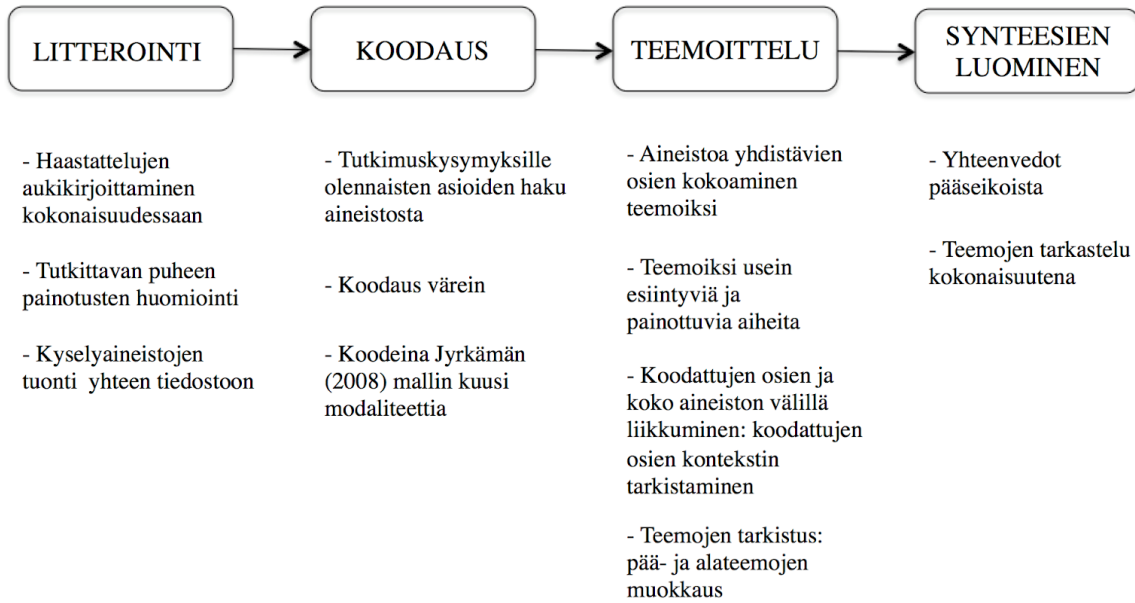 LITTEROINTI
KOODAUS
TEEMOITTELU
SYNTEESIEN
LUOMINEN
- Haastattelujen
aukikirjoittaminen
kokonaisuudessaan
- Tutkittavan puheen
painotusten huomiointi
- Kyselyaineistojen
tuonti yhteen tiedostoon
- Tutkimuskysymyksille
olennaisten asioiden haku
aineistosta
- Koodaus värein
- Koodeina Jyrkämän
(2008) mallin kuusi
modaliteettia
- Aineistoa yhdistävien
osien kokoaminen
teemoiksi
- Teemoiksi usein
esiintyviä ja
painottuvia aiheita
- Koodattujen osien ja
koko aineiston välillä
liikkuminen: koodattujen
osien kontekstin
tarkistaminen
- Teemojen tarkistus:
pää- ja alateemojen
muokkaus
- Yhteenvedot
pääseikoista
- Teemojen tarkastelu
kokonaisuutena